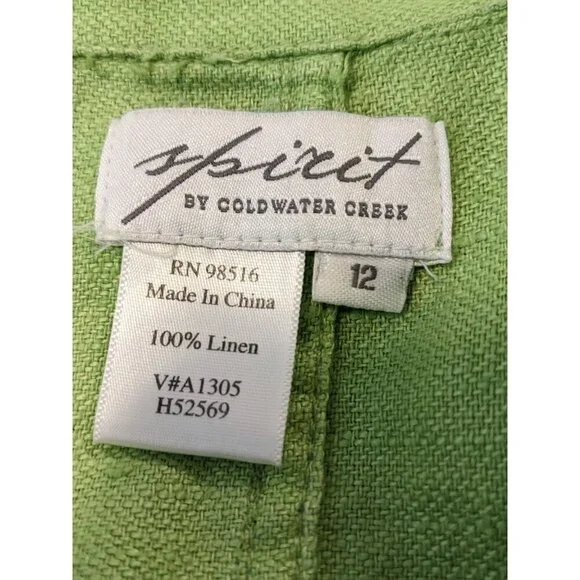 spirit
BY COLDWATER CREEK
12
RN 98516
Made In China
100% Linen
V#A1305
H52569